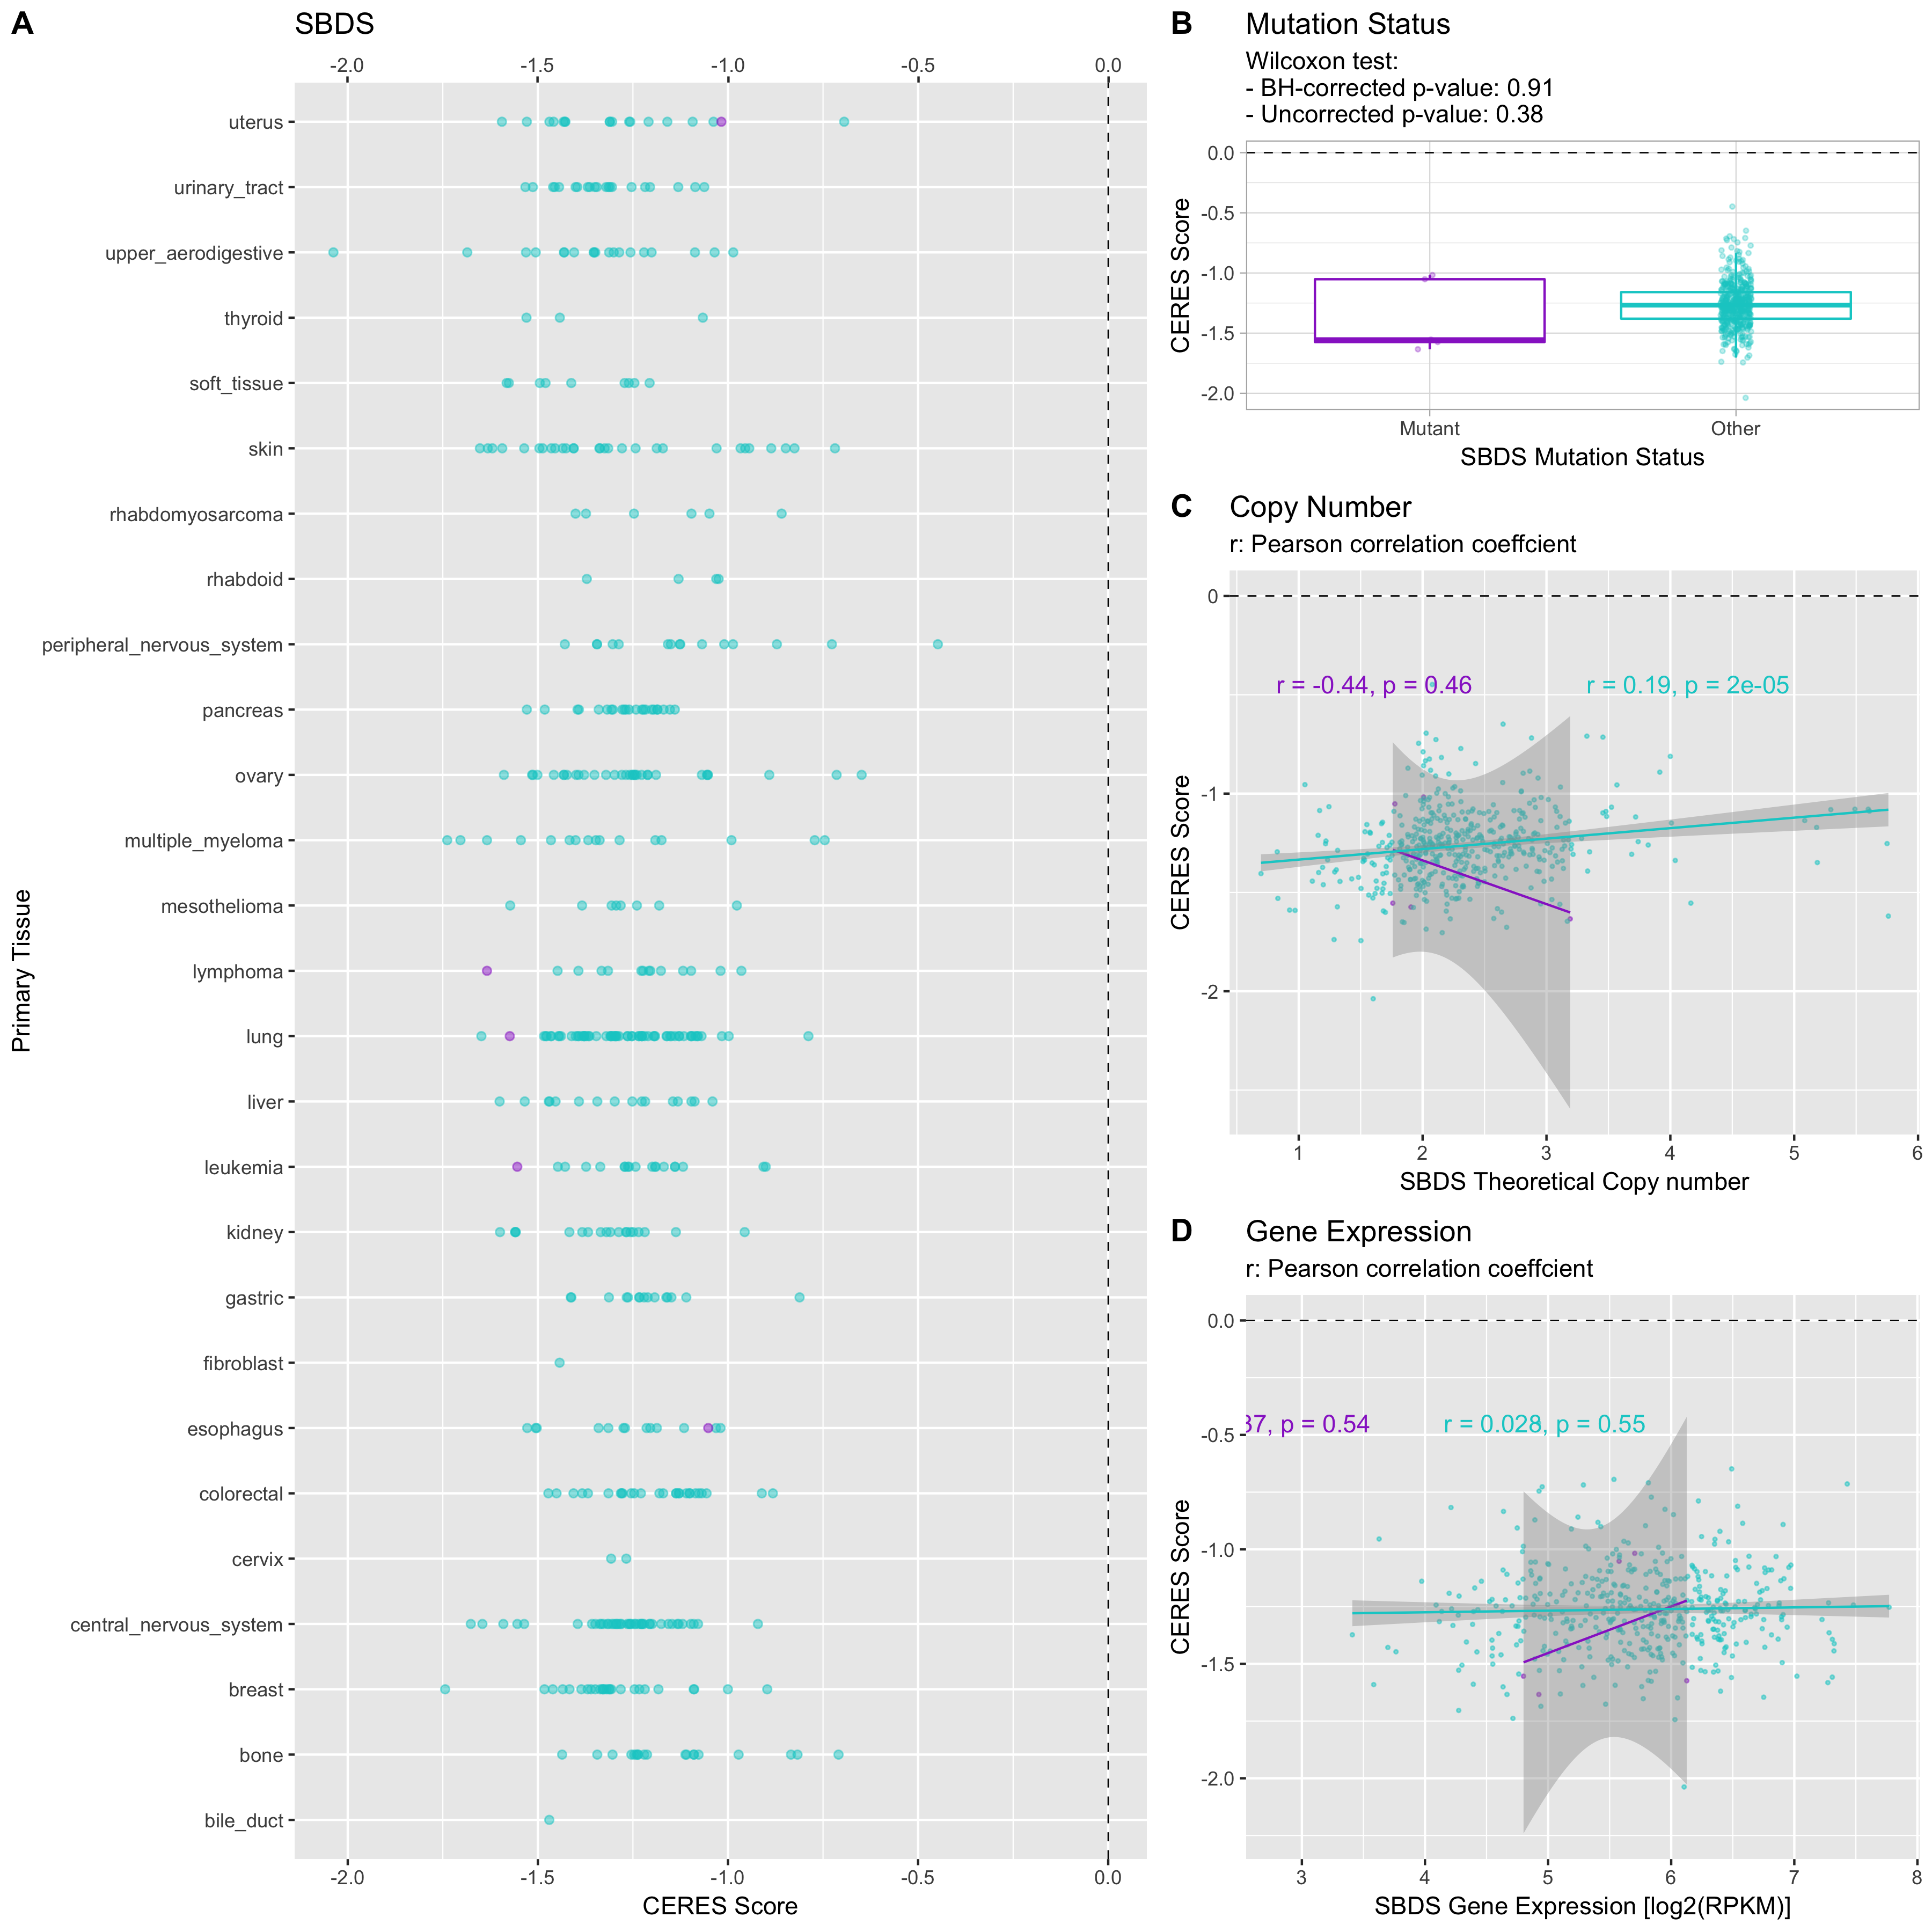 A
SBDS
-2.0 -1.5 -1.0 -0.5 0.0
uterus
urinary_tract
upper_aerodigestive
thyroid
soft_tissue
skin
rhabdomyosarcoma
rhabdoid
peripheral_nervous_system
pancreas
ovary
multiple_myeloma
mesothelioma
lymphoma
lung
liver
leukemia
kidney
gastric
fibroblast
esophagus
colorectal
cervix
central_nervous_system
breast
bone
bile_duct
Primary Tissue
-2.0 -1.5 -1.0 -0.5 0.0
CERES Score
B
Mutation Status
Wilcoxon test:
- BH-corrected p-value: 0.91
- Uncorrected p-value: 0.38
0.0
-0.5
-1.0
-1.5
-2.0
CERES Score
Mutant Other
SBDS Mutation Status
C
Copy Number
r: Pearson correlation coeffcient
r = -0.44, p = 0.46
r = 0.19, p = 2e-05
0
-1
-2
CERES Score
1 2 3 4 5 6
SBDS Theoretical Copy number
D
Gene Expression
r: Pearson correlation coeffcient
37, p = 0.54
r = 0.028, p = 0.55
0.0
-0.5
-1.0
-1.5
-2.0
CERES Score
3 4 5 6 7 8
SBDS Gene Expression [log2(RPKM)]